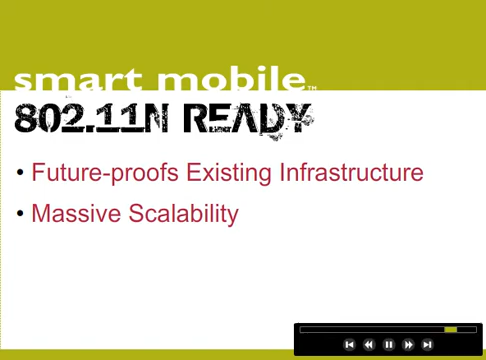 smart mobile™
802.11N READY
• Future-proofs Existing Infrastructure
• Massive Scalability